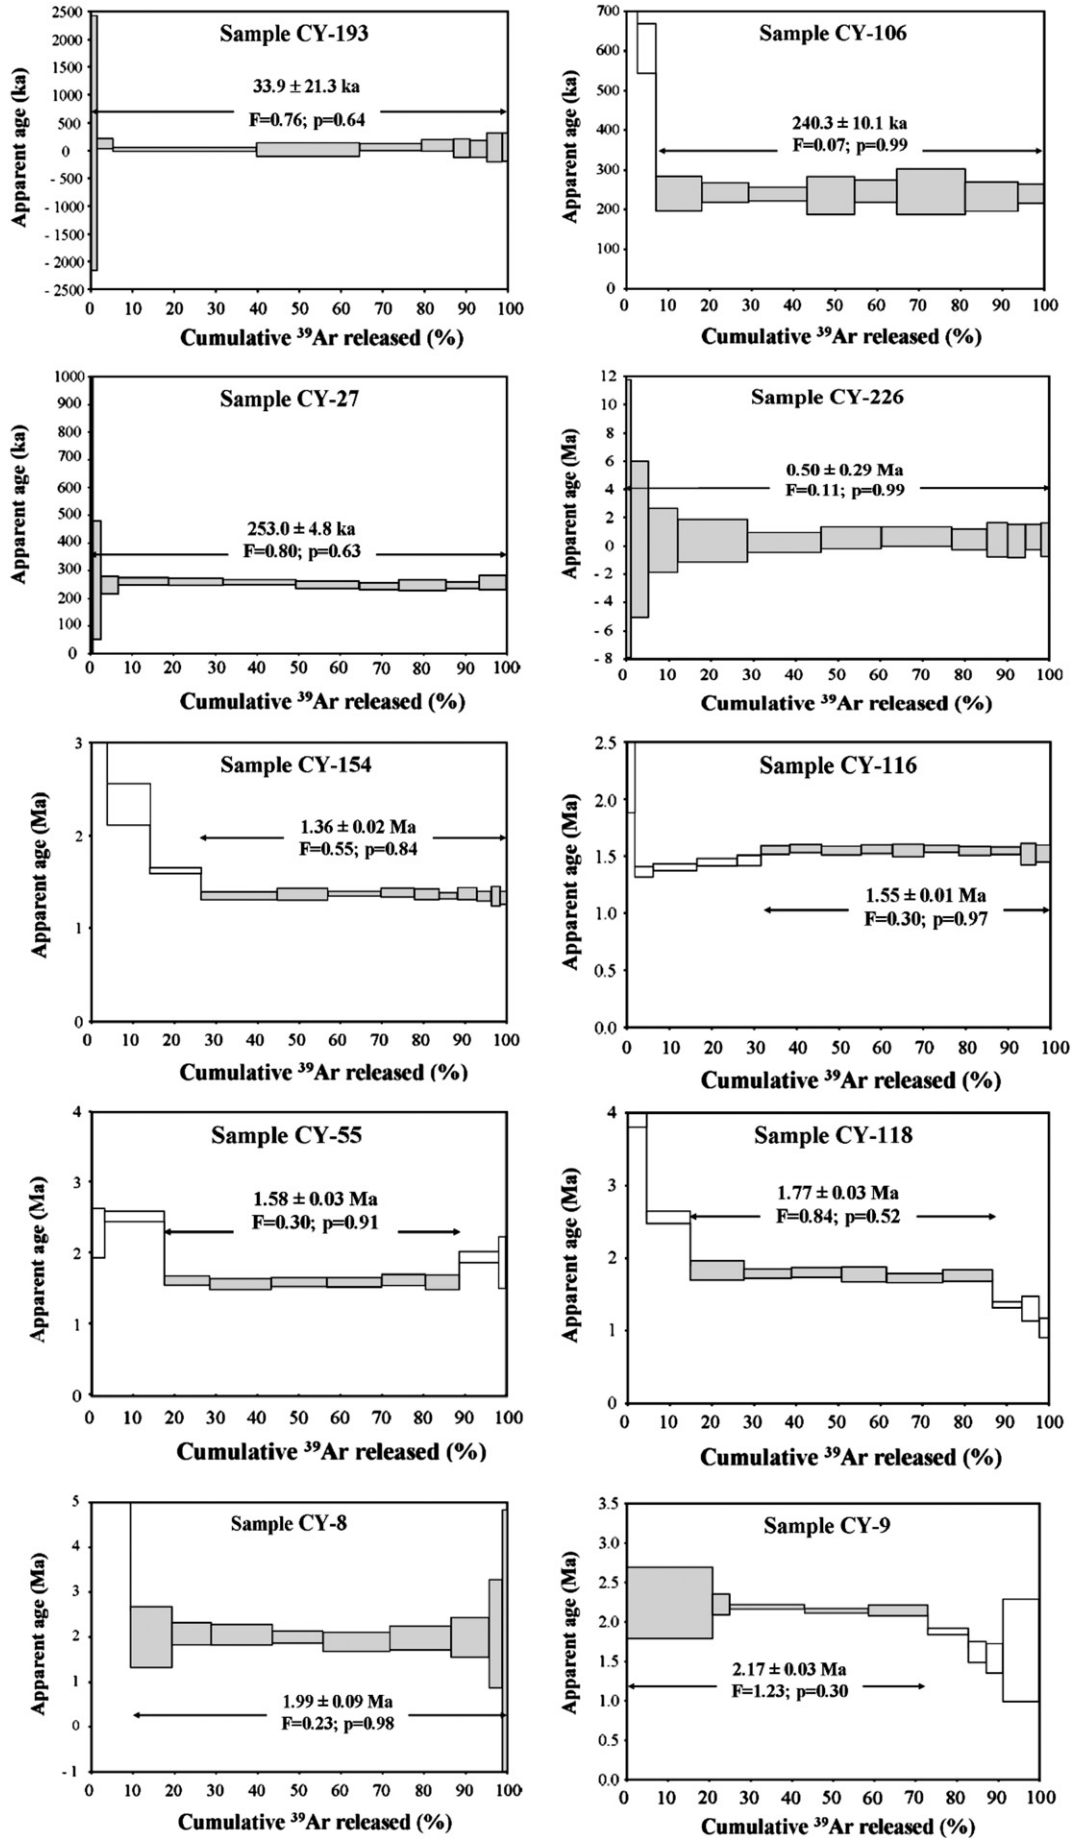 Sample CY-193
33.9 ± 21.3 ka
F=0.76; p=0.64
Apparent age (ka)
2500
2000
1500
1000
500
0
- 500
- 1000
- 1500
- 2000
- 2500
0 10 20 30 40 50 60 70 80 90 100
Cumulative ³⁹Ar released (%)
Sample CY-106
240.3 ± 10.1 ka
F=0.07; p=0.99
Apparent age (ka)
700
600
500
400
300
200
100
0
0 10 20 30 40 50 60 70 80 90 100
Cumulative ³⁹Ar released (%)
Sample CY-27
253.0 ± 4.8 ka
F=0.80; p=0.63
Apparent age (ka)
1000
900
800
700
600
500
400
300
200
100
0
0 10 20 30 40 50 60 70 80 90 100
Cumulative ³⁹Ar released (%)
Sample CY-226
0.50 ± 0.29 Ma
F=0.11; p=0.99
Apparent age (Ma)
12
10
8
6
4
2
0
- 2
- 4
- 6
- 8
0 10 20 30 40 50 60 70 80 90 100
Cumulative ³⁹Ar released (%)
Sample CY-154
1.36 ± 0.02 Ma
F=0.55; p=0.84
Apparent age (Ma)
3
2
1
0
0 10 20 30 40 50 60 70 80 90 100
Cumulative ³⁹Ar released (%)
Sample CY-116
1.55 ± 0.01 Ma
F=0.30; p=0.97
Apparent age (Ma)
2.5
2.0
1.5
1.0
0.5
0.0
0 10 20 30 40 50 60 70 80 90 100
Cumulative ³⁹Ar released (%)
Sample CY-55
1.58 ± 0.03 Ma
F=0.30; p=0.91
Apparent age (Ma)
4
3
2
1
0
0 10 20 30 40 50 60 70 80 90 100
Cumulative ³⁹Ar released (%)
Sample CY-118
1.77 ± 0.03 Ma
F=0.84; p=0.52
Apparent age (Ma)
4
3
2
1
0
0 10 20 30 40 50 60 70 80 90 100
Cumulative ³⁹Ar released (%)
Sample CY-8
1.99 ± 0.09 Ma
F=0.23; p=0.98
Apparent age (Ma)
5
4
3
2
1
0
- 1
0 10 20 30 40 50 60 70 80 90 100
Cumulative ³⁹Ar released (%)
Sample CY-9
2.17 ± 0.03 Ma
F=1.23; p=0.30
Apparent age (Ma)
3.5
3.0
2.5
2.0
1.5
1.0
0.5
0.0
0 10 20 30 40 50 60 70 80 90 100
Cumulative ³⁹Ar released (%)